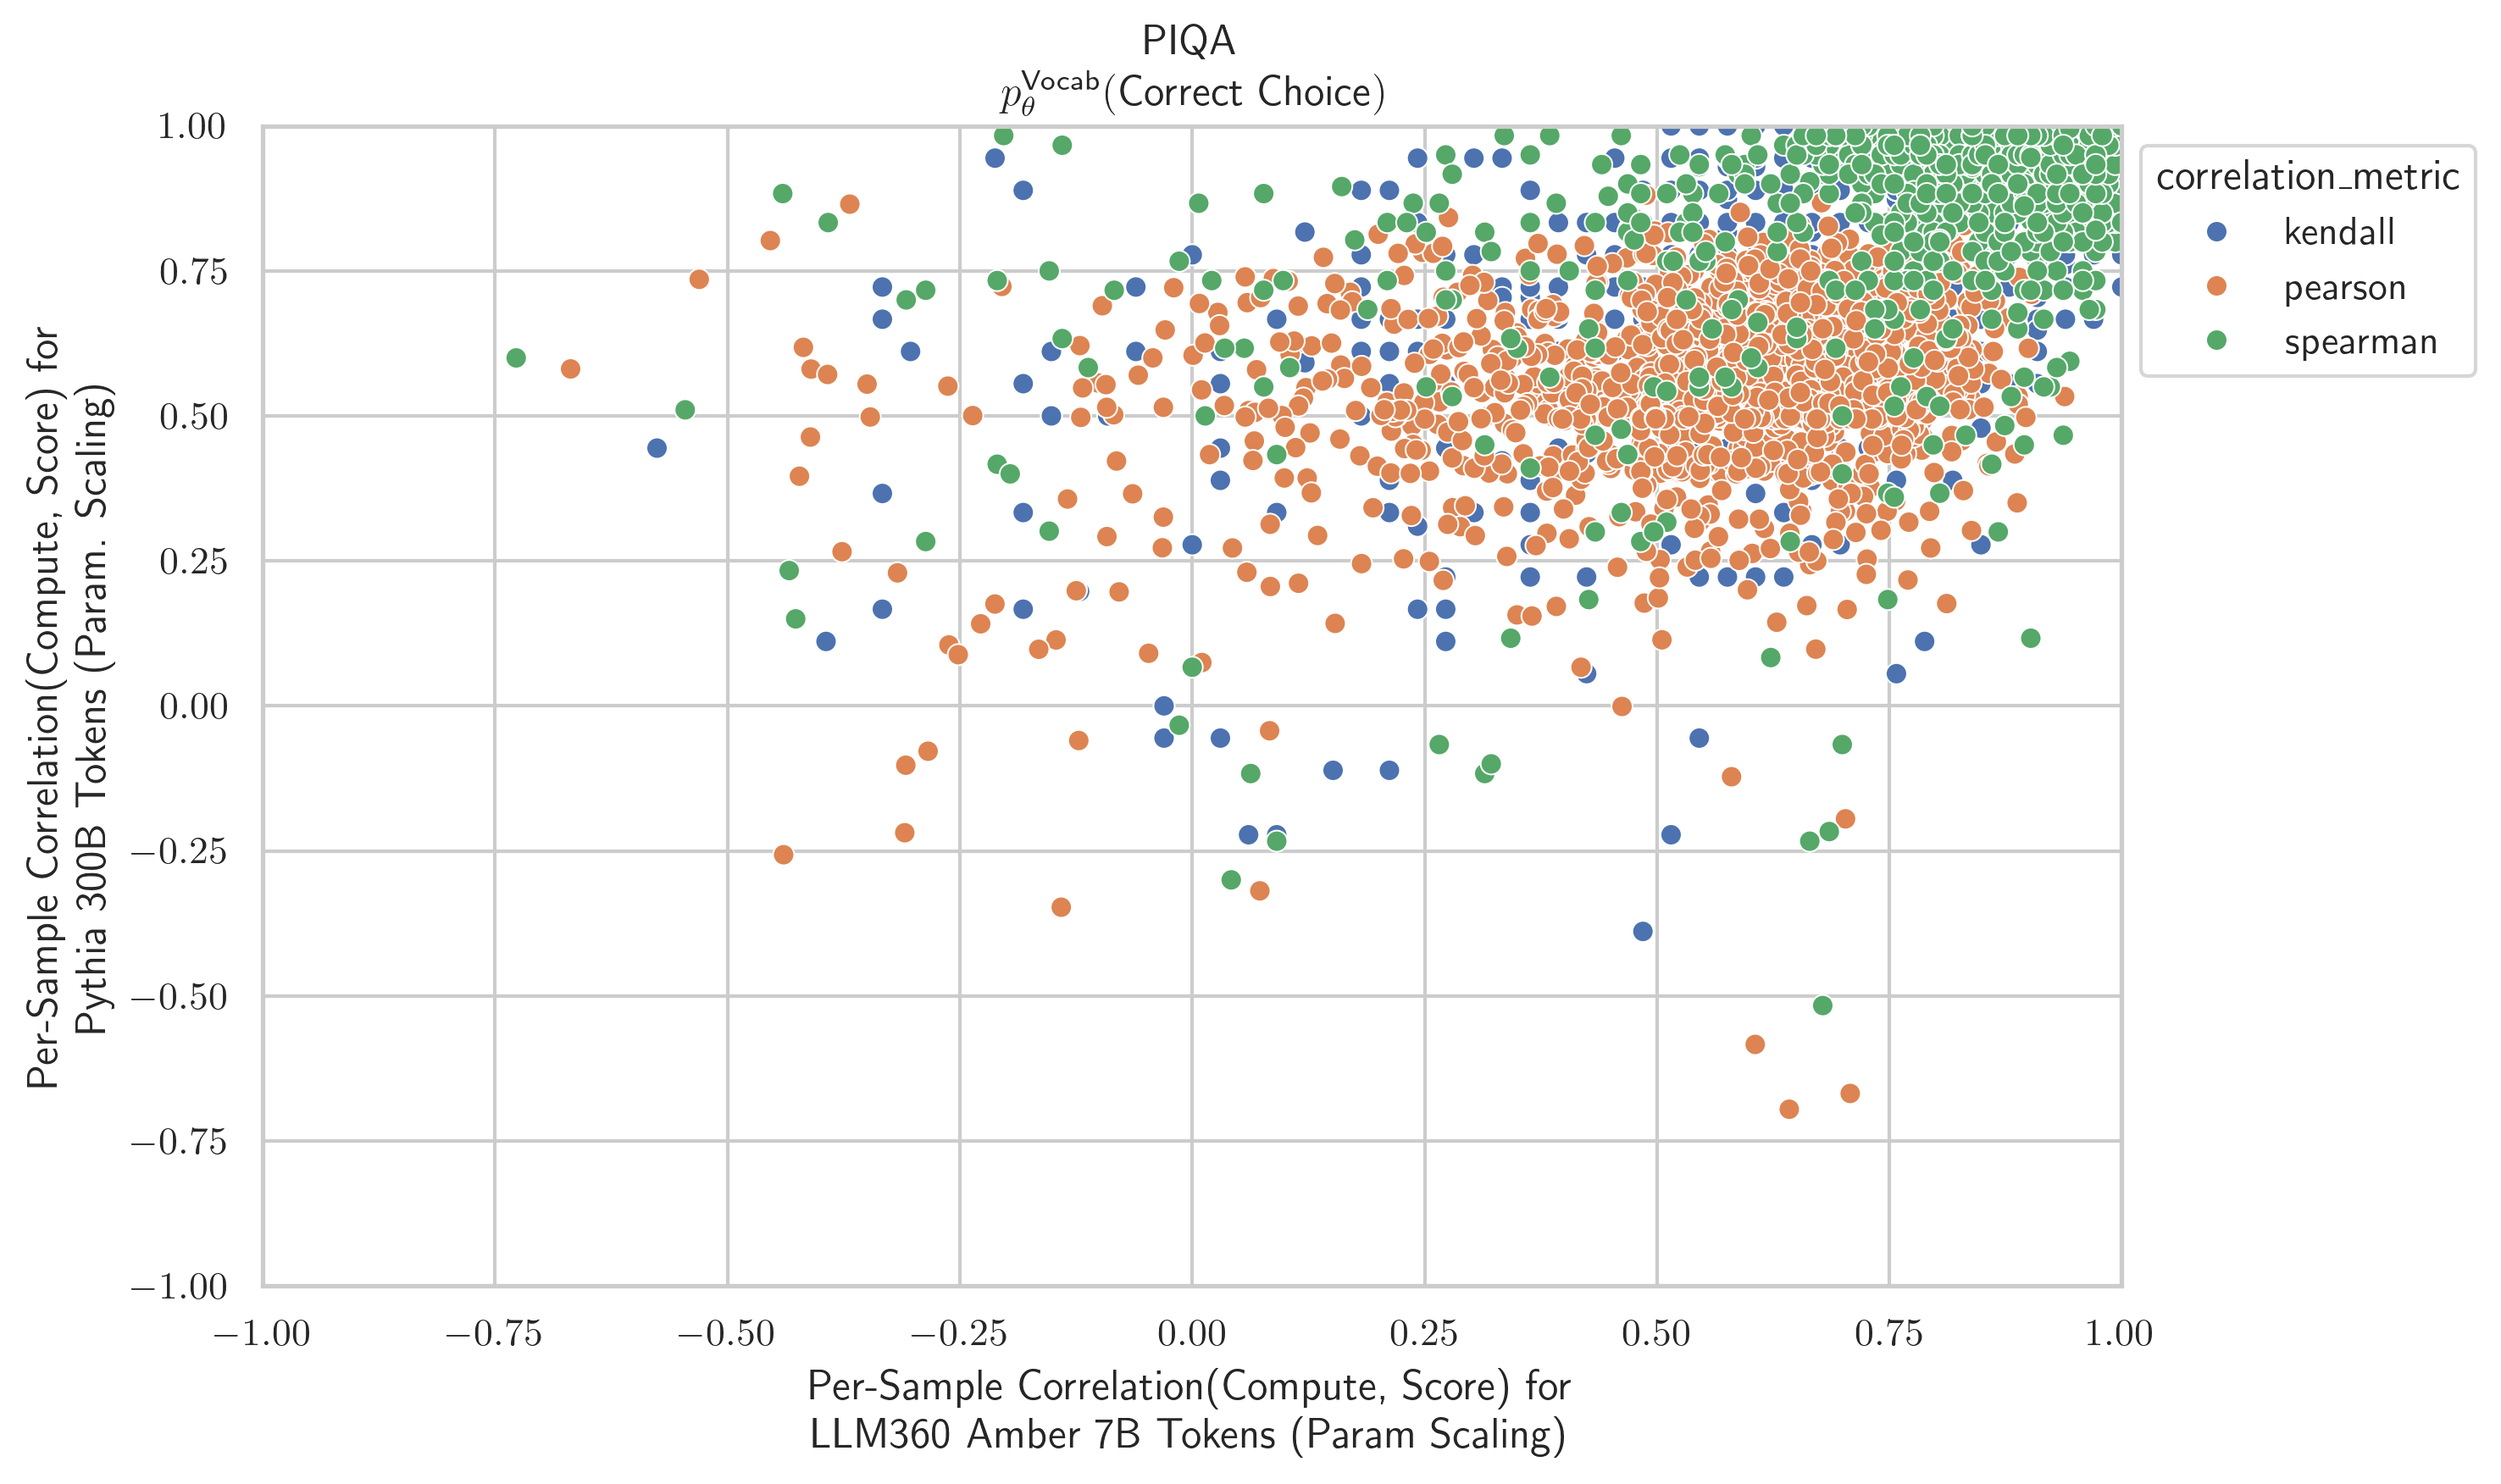 PIQA
p_θ^Vocab(Correct Choice)
Per-Sample Correlation(Compute, Score) for
Pythia 300B Tokens (Param. Scaling)
1.00
0.75
0.50
0.25
0.00
−0.25
−0.50
−0.75
−1.00
−1.00 −0.75 −0.50 −0.25 0.00 0.25 0.50 0.75 1.00
Per-Sample Correlation(Compute, Score) for
LLM360 Amber 7B Tokens (Param Scaling)
correlation_metric
kendall
pearson
spearman